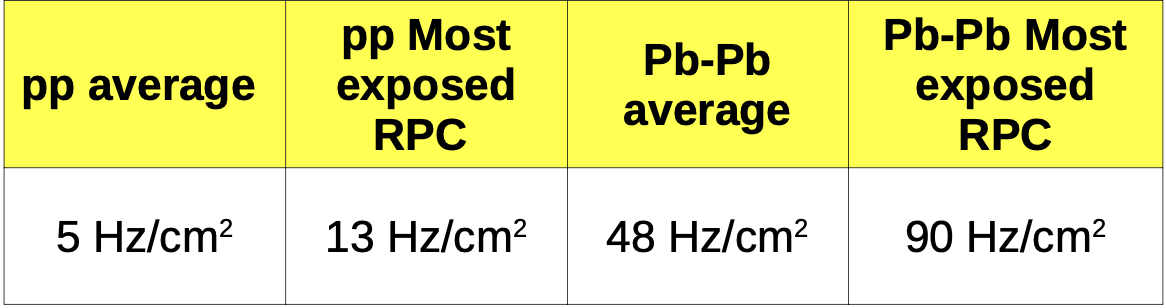 pp average
pp Most
exposed
RPC
Pb-Pb
average
Pb-Pb Most
exposed
RPC
5 Hz/cm²
13 Hz/cm²
48 Hz/cm²
90 Hz/cm²